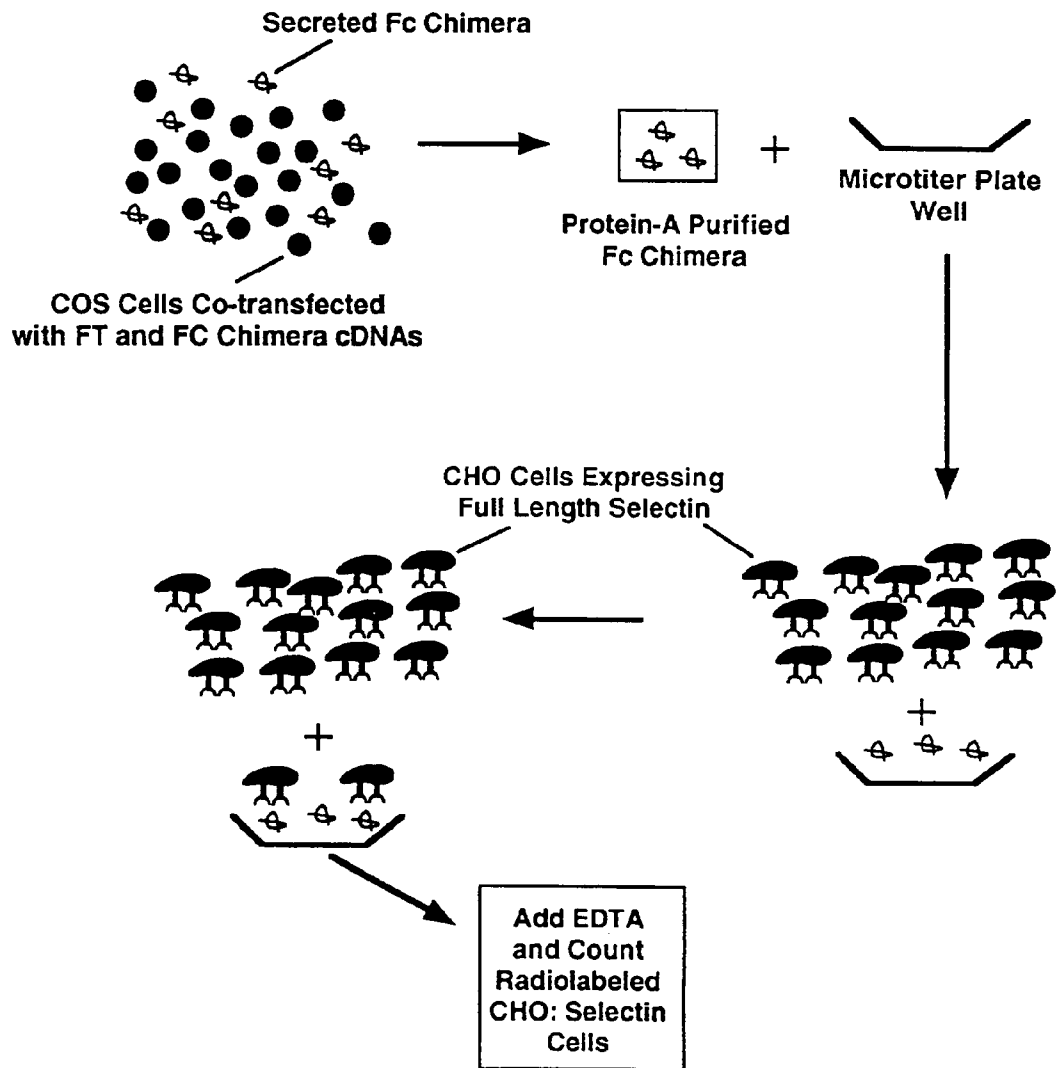 Secreted Fc Chimera
COS Cells Co-transfected
with FT and FC Chimera cDNAs
+
Protein-A Purified
Fc Chimera
Microtiter Plate
Well
CHO Cells Expressing
Full Length Selectin
+
+
Add EDTA
and Count
Radiolabeled
CHO: Selectin
Cells